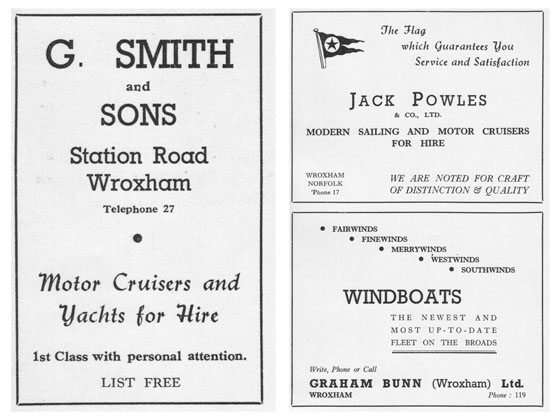 G. SMITH
and
SONS
Station Road
Wroxham
Telephone 27
Motor Cruisers and
Yachts for Hire
1st Class with personal attention.
LIST FREE
The Flag
which Guarantees You
Service and Satisfaction
JACK POWLES
& CO., LTD.
MODERN SAILING AND MOTOR CRUISERS
FOR HIRE
WROXHAM
NORFOLK
'Phone 17
WE ARE NOTED FOR CRAFT
OF DISTINCTION & QUALITY
● FAIRWINDS
● FINEWINDS
● MERRYWINDS
● WESTWINDS
● SOUTHWINDS
WINDBOATS
THE NEWEST AND
MOST UP-TO-DATE
FLEET ON THE BROADS
Write, Phone or Call
GRAHAM BUNN (Wroxham) Ltd.
WROXHAM
Phone : 119